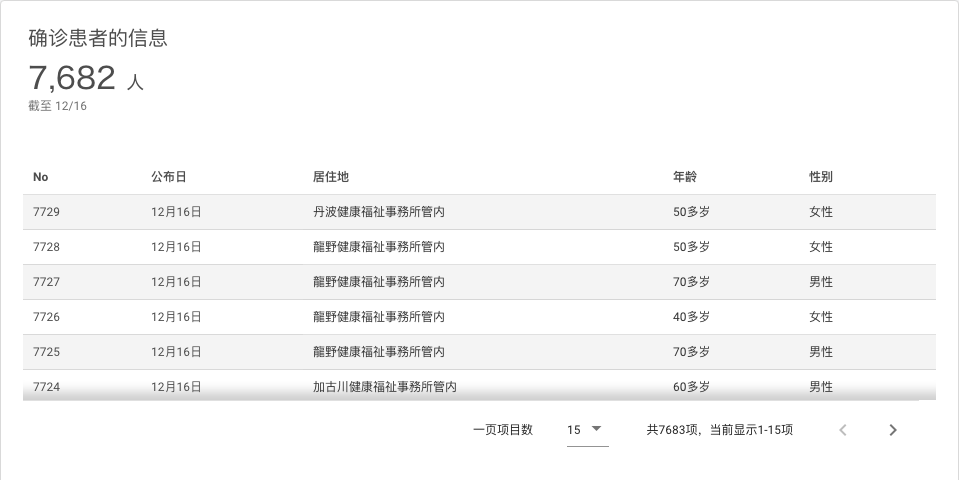 确诊患者的信息
7,682 人
截至 12/16
No 公布日 居住地 年龄 性别
7729 12月16日 丹波健康福祉事務所管内 50多岁 女性
7728 12月16日 龍野健康福祉事務所管内 50多岁 女性
7727 12月16日 龍野健康福祉事務所管内 70多岁 男性
7726 12月16日 龍野健康福祉事務所管内 40多岁 女性
7725 12月16日 龍野健康福祉事務所管内 70多岁 男性
7724 12月16日 加古川健康福祉事務所管内 60多岁 男性
一页项目数 15 共7683项，当前显示1-15项